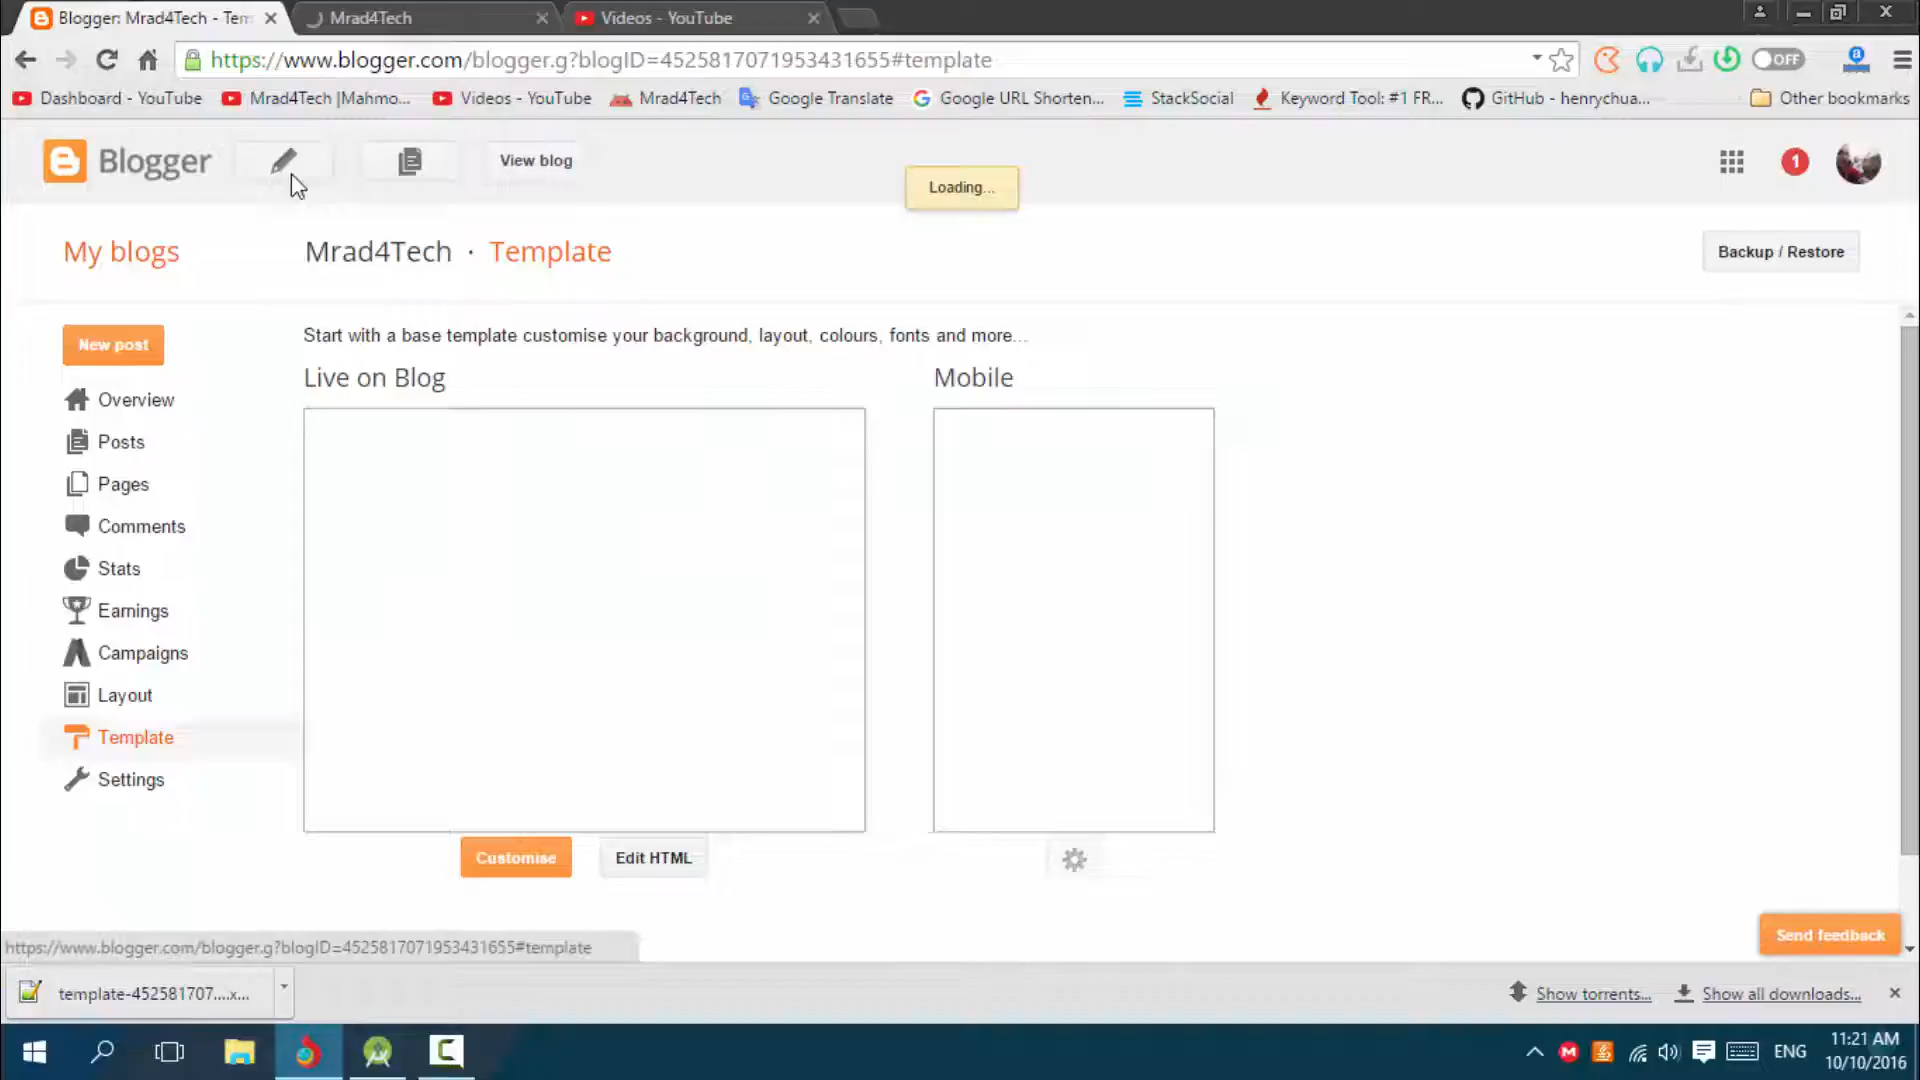 Blogger: Mrad4Tech - Tem
Mrad4Tech
Videos - YouTube
https://www.blogger.com/blogger.g?blogID=4525817071953431655#template
OFF
Dashboard - YouTube
Mrad4Tech |Mahmo...
Videos - YouTube
Mrad4Tech
Google Translate
Google URL Shorten...
StackSocial
Keyword Tool: #1 FR...
GitHub - henrychua...
Other bookmarks
Blogger
View blog
Loading...
1
My blogs
Mrad4Tech · Template
Backup / Restore
New post
Overview
Posts
Pages
Comments
Stats
Earnings
Campaigns
Layout
Template
Settings
Start with a base template customise your background, layout, colours, fonts and more...
Live on Blog
Mobile
Customise
Edit HTML
Send feedback
https://www.blogger.com/blogger.g?blogID=4525817071953431655#template
template-452581707....x...
Show torrents...
Show all downloads...
ENG
11:21 AM
10/10/2016